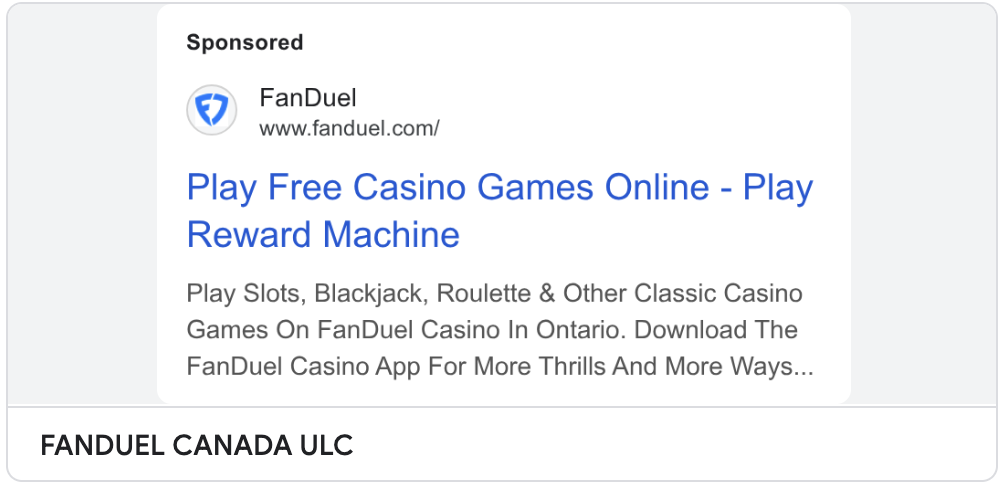 Sponsored
FanDuel
www.fanduel.com/
Play Free Casino Games Online - Play
Reward Machine
Play Slots, Blackjack, Roulette & Other Classic Casino
Games On FanDuel Casino In Ontario. Download The
FanDuel Casino App For More Thrills And More Ways...
FANDUEL CANADA ULC